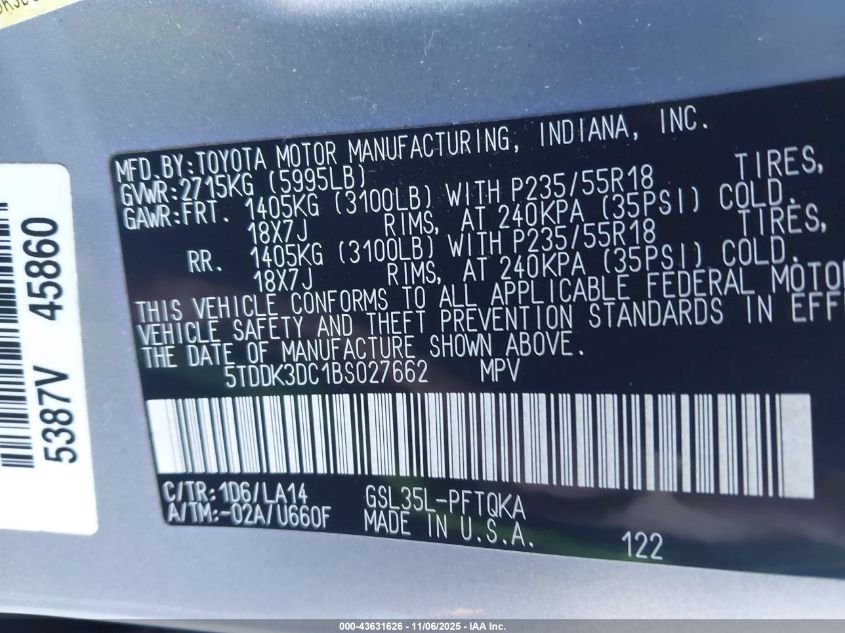 MFD.BY:TOYOTA MOTOR MANUFACTURING, INDIANA, INC.
GVWR:2715KG (5995LB)
GAWR:FRT. 1405KG (3100LB) WITH P235/55R18 TIRES,
18X7J RIMS, AT 240KPA (35PSI) COLD.
RR. 1405KG (3100LB) WITH P235/55R18 TIRES,
18X7J RIMS, AT 240KPA (35PSI) COLD.
THIS VEHICLE CONFORMS TO ALL APPLICABLE FEDERAL MOTOR
VEHICLE SAFETY AND THEFT PREVENTION STANDARDS IN EFF
THE DATE OF MANUFACTURE SHOWN ABOVE.
5TDDK3DC1BS027662 MPV
C/TR:1D6/LA14 GSL35L-PFTQKA
A/TM:-02A/U660F MADE IN U.S.A.
122
5387V 45860
000-43631626 - 11/06/2025 - IAA Inc.